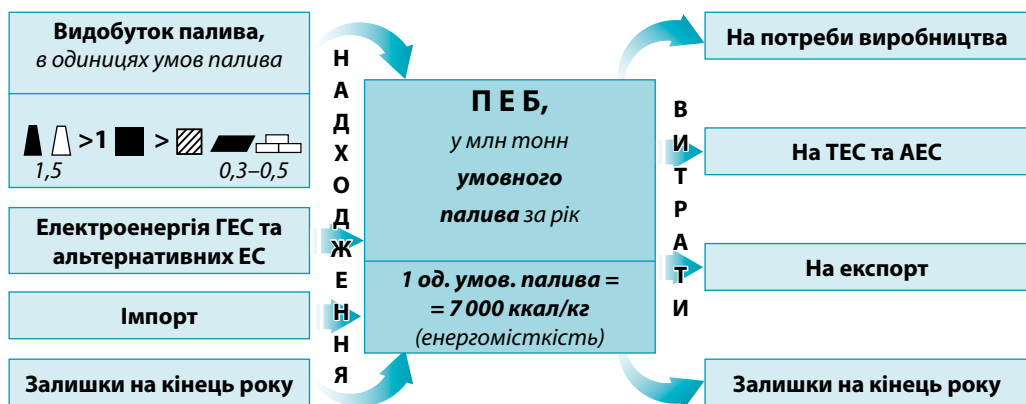 Видобуток палива,
в одиницях умов палива
>1 >
1,5 0,3–0,5
Електроенергія ГЕС та
альтернативних ЕС
Імпорт
Залишки на кінець року
НАДХОДЖЕННЯ
П Е Б,
у млн тонн
умовного
палива за рік
1 од. умов. палива =
= 7 000 ккал/кг
(енергомісткість)
ВИТРАТИ
На потреби виробництва
На ТЕС та АЕС
На експорт
Залишки на кінець року